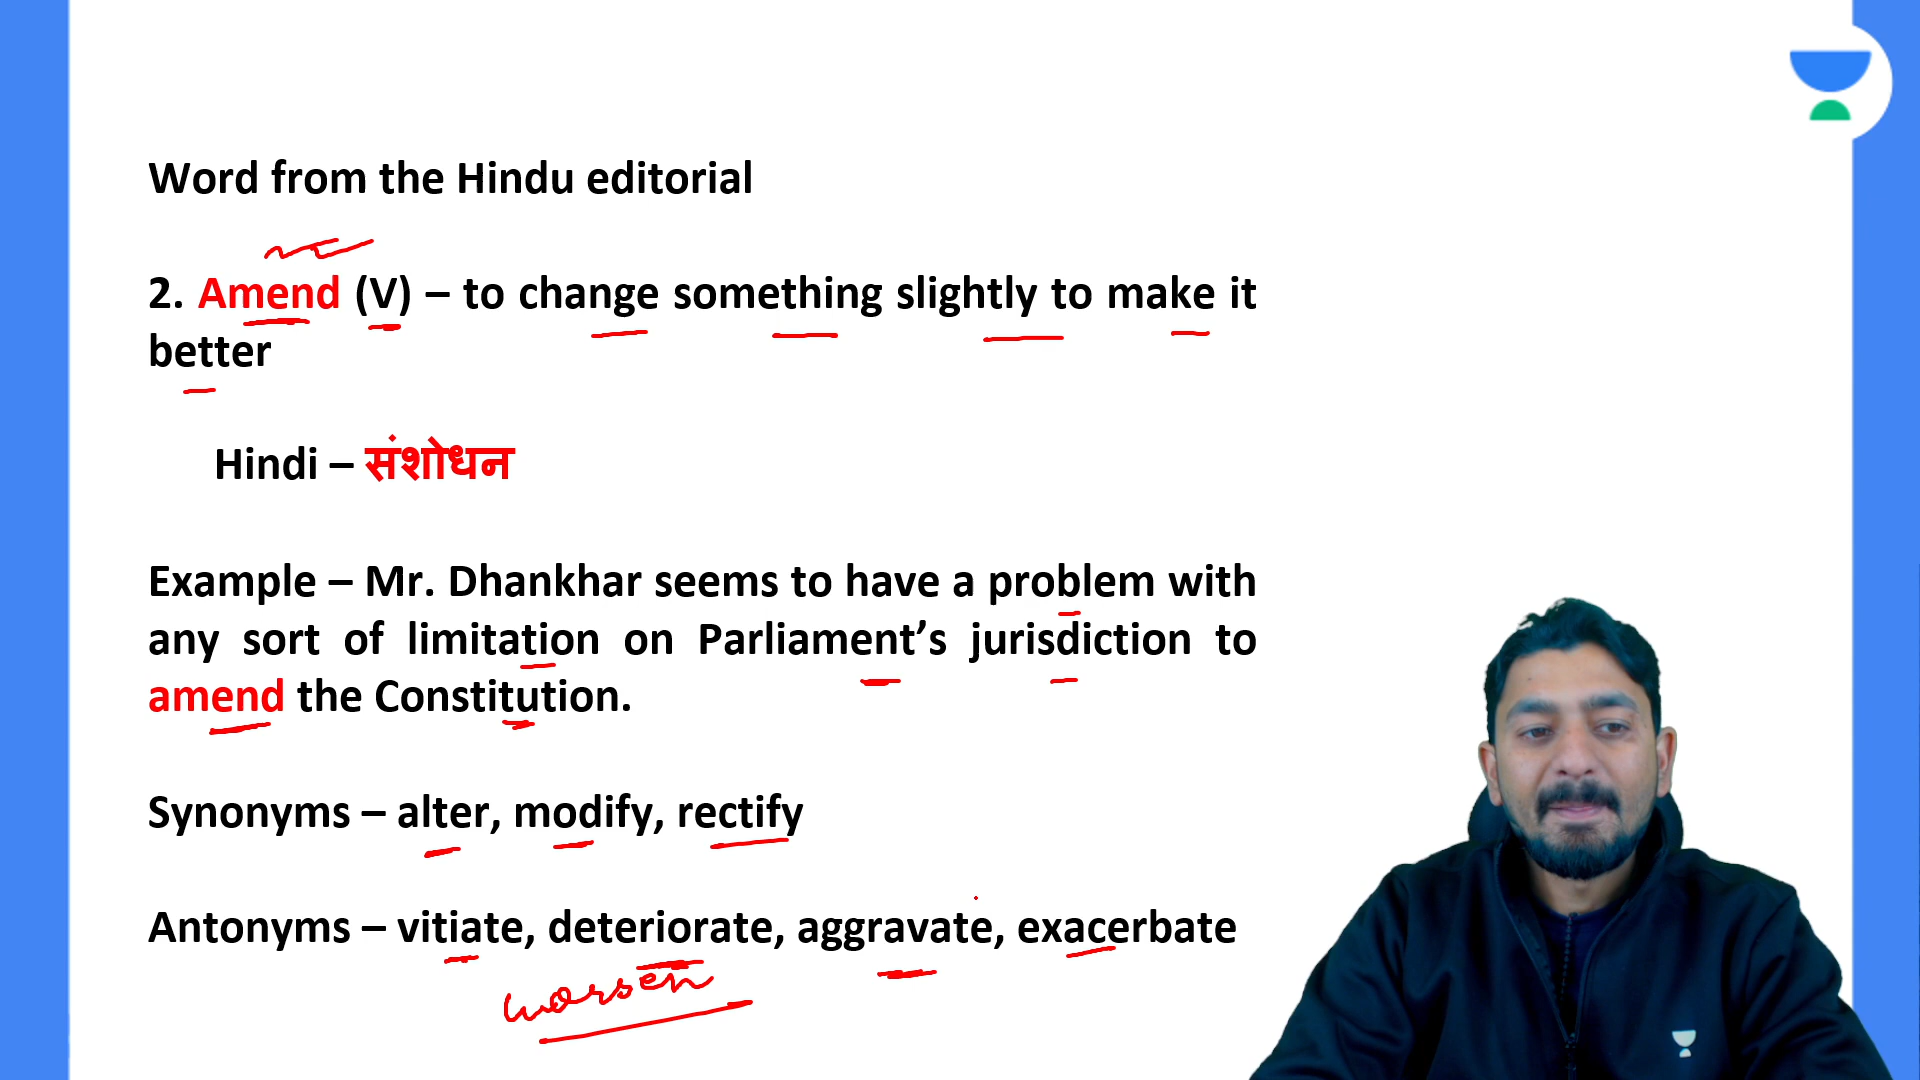 Word from the Hindu editorial
2. Amend (V) – to change something slightly to make it
better
Hindi – संशोधन
Example – Mr. Dhankhar seems to have a problem with
any sort of limitation on Parliament’s jurisdiction to
amend the Constitution.
Synonyms – alter, modify, rectify
Antonyms – vitiate, deteriorate, aggravate, exacerbate
worsen